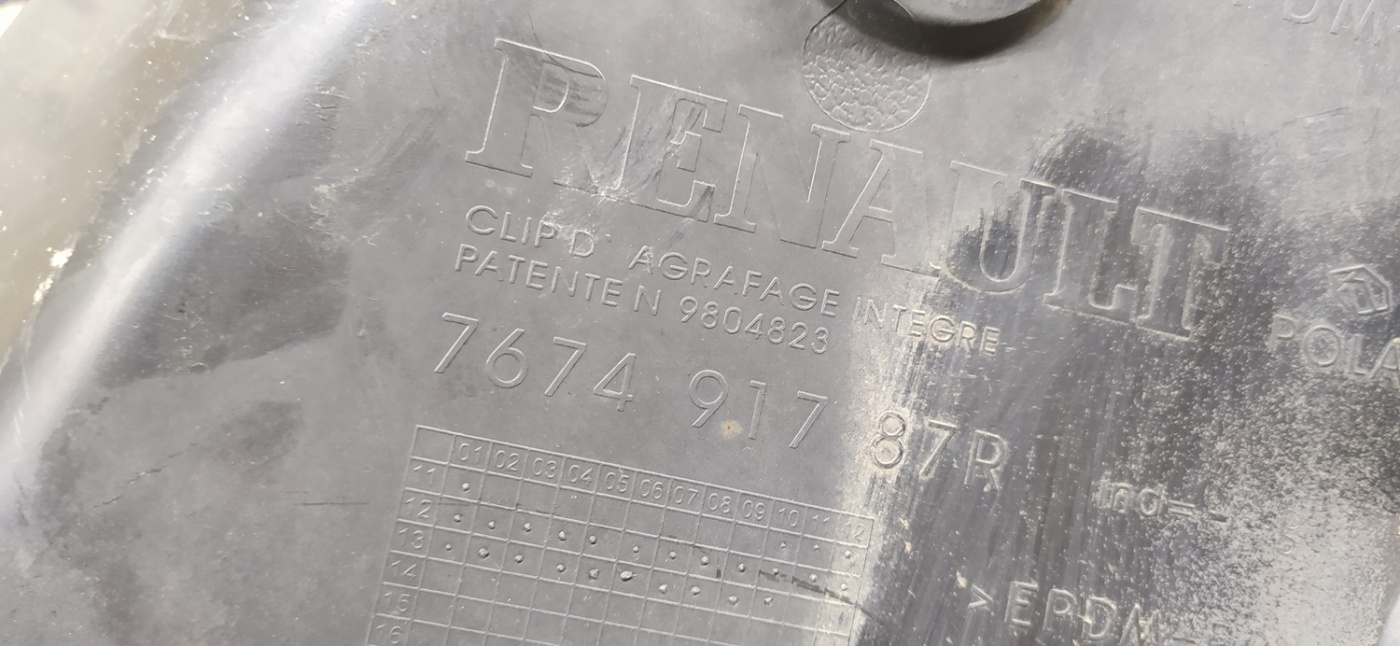 RENAULT
CLIP D AGRAFAGE INTEGRE
PATENTE N 9804823
7674 917 87R
01 02 03 04 05 06 07 08 09 10 11 12
11
12
13
14
15
16
>EPDM